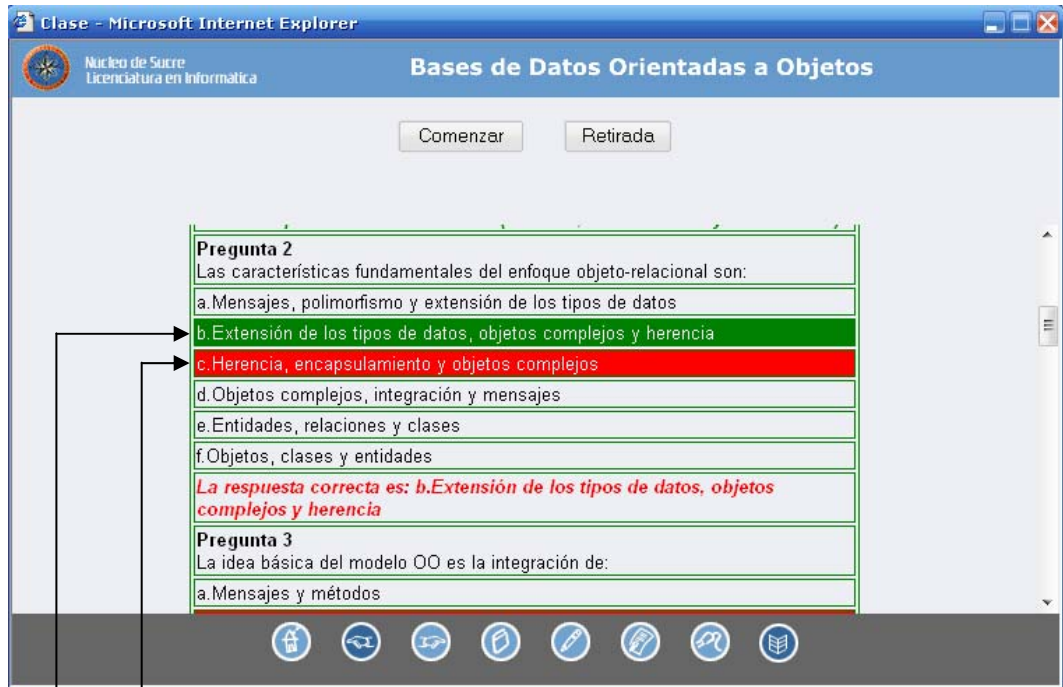 Clase - Microsoft Internet Explorer
Núcleo de Sucre
Licenciatura en Informática
Bases de Datos Orientadas a Objetos
Comenzar
Retirada
Pregunta 2
Las características fundamentales del enfoque objeto-relacional son:
a.Mensajes, polimorfismo y extensión de los tipos de datos
b.Extensión de los tipos de datos, objetos complejos y herencia
c.Herencia, encapsulamiento y objetos complejos
d.Objetos complejos, integración y mensajes
e.Entidades, relaciones y clases
f.Objetos, clases y entidades
La respuesta correcta es: b.Extensión de los tipos de datos, objetos
complejos y herencia
Pregunta 3
La idea básica del modelo OO es la integración de:
a.Mensajes y métodos